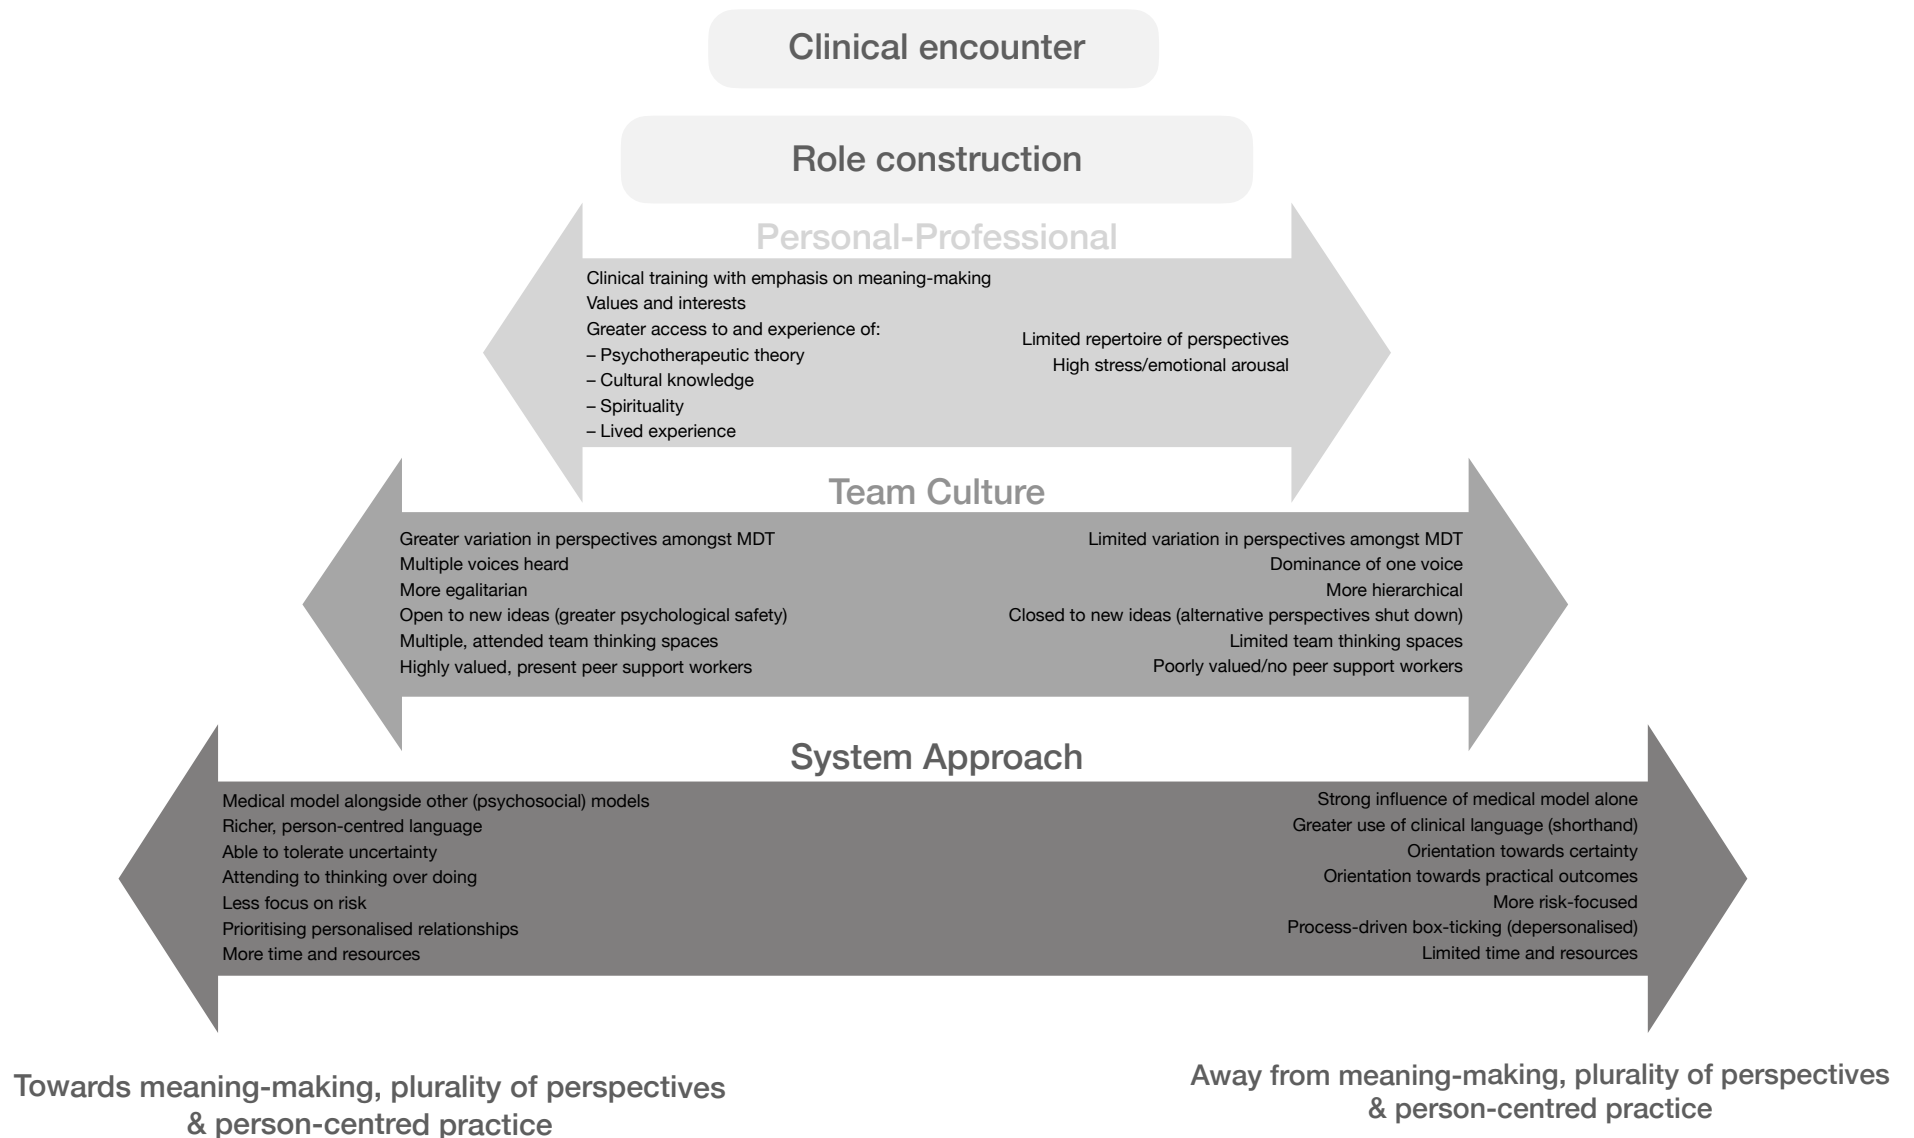 Clinical encounter
Role construction
Personal-Professional
Clinical training with emphasis on meaning-making
Values and interests
Greater access to and experience of:
– Psychotherapeutic theory
– Cultural knowledge
– Spirituality
– Lived experience
Limited repertoire of perspectives
High stress/emotional arousal
Team Culture
Greater variation in perspectives amongst MDT
Multiple voices heard
More egalitarian
Open to new ideas (greater psychological safety)
Multiple, attended team thinking spaces
Highly valued, present peer support workers
Limited variation in perspectives amongst MDT
Dominance of one voice
More hierarchical
Closed to new ideas (alternative perspectives shut down)
Limited team thinking spaces
Poorly valued/no peer support workers
System Approach
Medical model alongside other (psychosocial) models
Richer, person-centred language
Able to tolerate uncertainty
Attending to thinking over doing
Less focus on risk
Prioritising personalised relationships
More time and resources
Strong influence of medical model alone
Greater use of clinical language (shorthand)
Orientation towards certainty
Orientation towards practical outcomes
More risk-focused
Process-driven box-ticking (depersonalised)
Limited time and resources
Towards meaning-making, plurality of perspectives
& person-centred practice
Away from meaning-making, plurality of perspectives
& person-centred practice